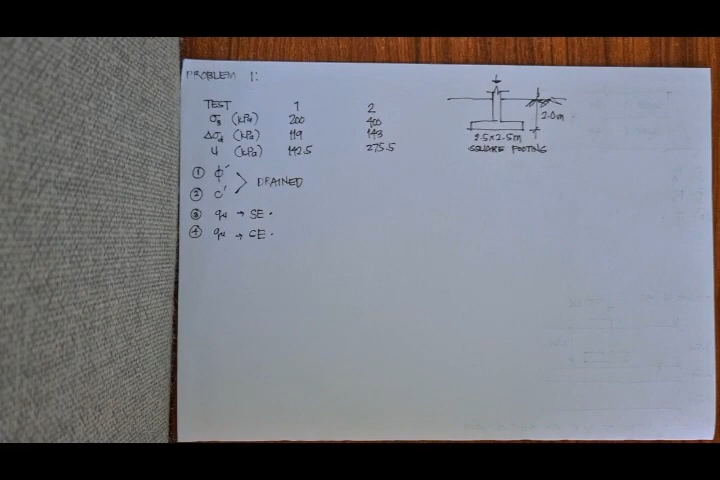 PROBLEM 1:
TEST 1 2
σ3 (kPa) 200 400
Δσd (kPa) 119 143
u (kPa) 142.5 275.5
① φ'
② c'
DRAINED
③ qu → SE.
④ qu → CE.
2.0m
2.5 x 2.5m
SQUARE FOOTING